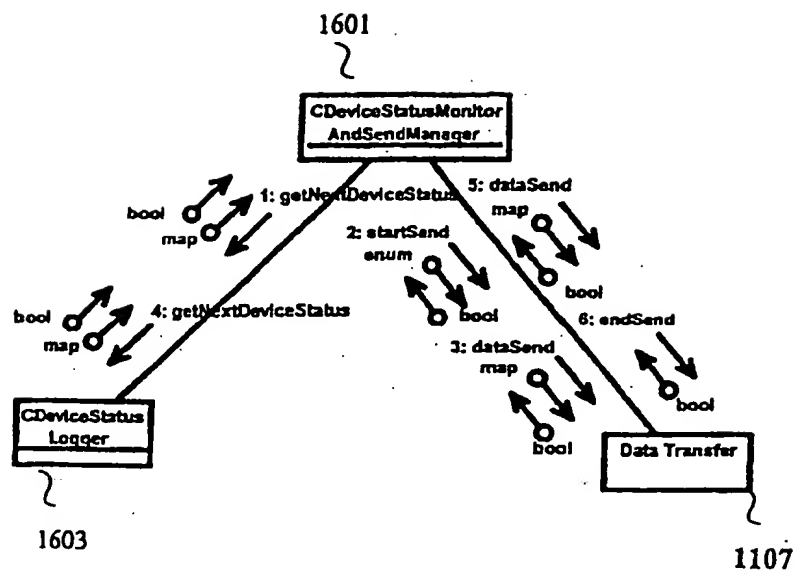 1601
CDeviceStatusMonitor
AndSendManager
1: getNextDeviceStatus
bool
map
5: dataSend
map
bool
2: startSend
enum
bool
4: getNextDeviceStatus
bool
map
6: endSend
bool
3: dataSend
map
bool
CDeviceStatus
Logger
Data Transfer
1603
1107